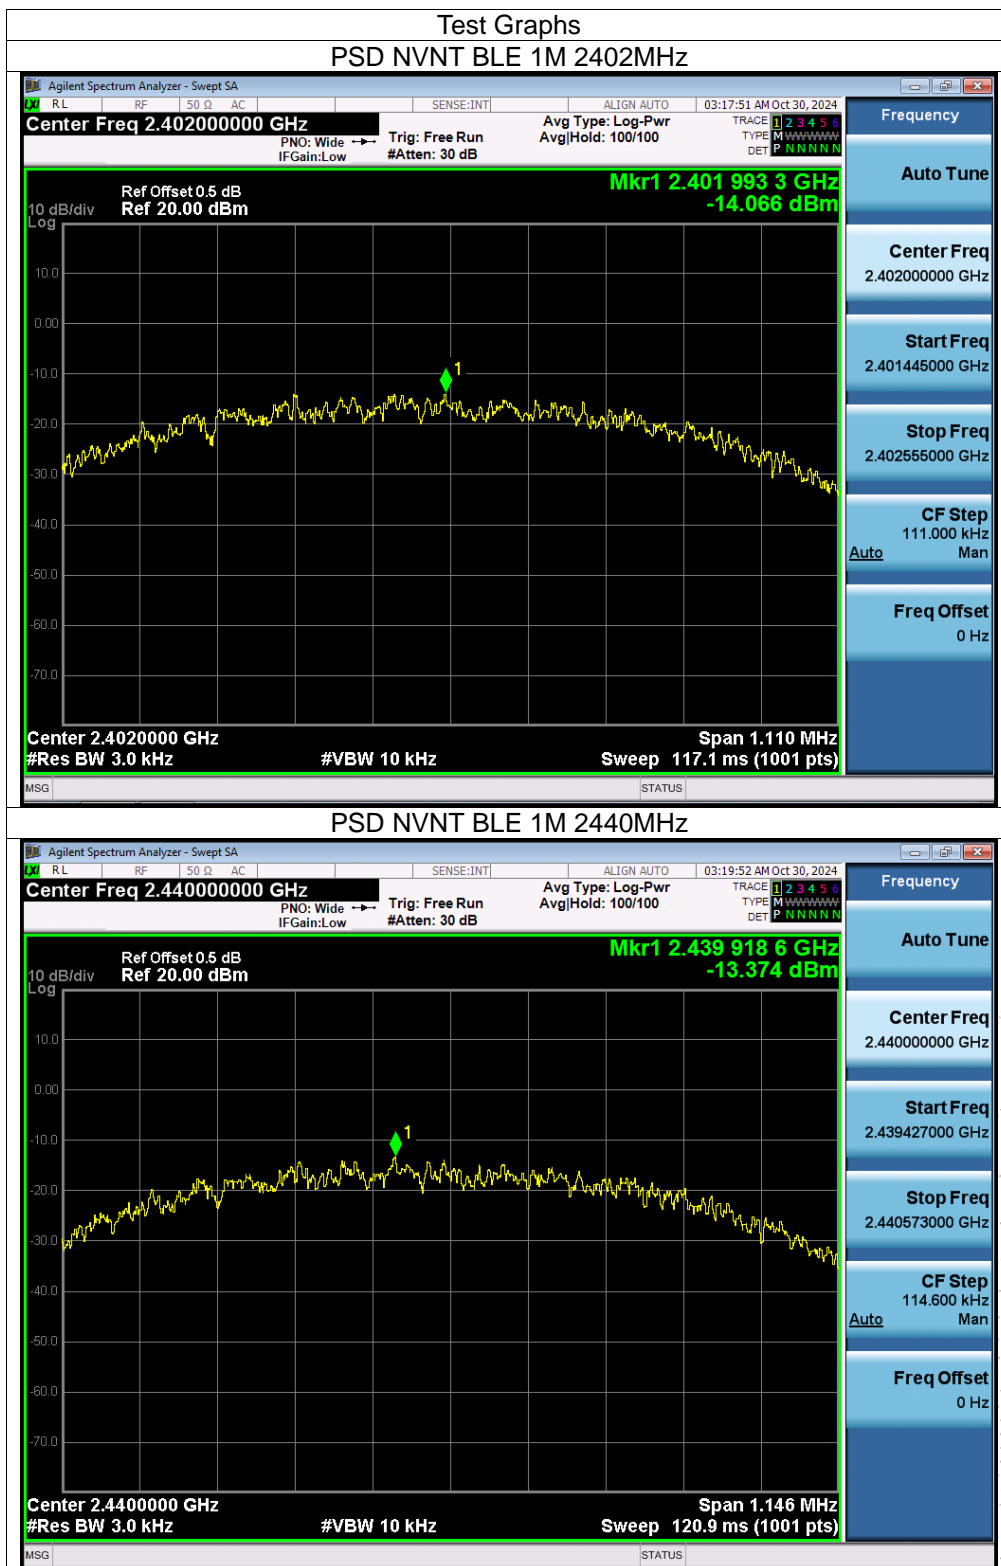 Test Graphs
PSD NVNT BLE 1M 2402MHz
Agilent Spectrum Analyzer - Swept SA
LXI RL RF 50 Ω AC SENSE:INT ALIGN AUTO 03:17:51 AM Oct 30, 2024
Center Freq 2.402000000 GHz
PNO: Wide
IFGain:Low
Trig: Free Run
#Atten: 30 dB
Avg Type: Log-Pwr
Avg|Hold: 100/100
TRACE 1 2 3 4 5 6
TYPE M WWWWW
DET P N N N N N
Mkr1 2.401 993 3 GHz
-14.066 dBm
Ref Offset 0.5 dB
10 dB/div Ref 20.00 dBm
Log
10.0
0.00
-10.0
-20.0
-30.0
-40.0
-50.0
-60.0
-70.0
1
Center 2.4020000 GHz Span 1.110 MHz
#Res BW 3.0 kHz #VBW 10 kHz Sweep 117.1 ms (1001 pts)
MSG STATUS
Frequency
Auto Tune
Center Freq
2.402000000 GHz
Start Freq
2.401445000 GHz
Stop Freq
2.402555000 GHz
CF Step
111.000 kHz
Auto Man
Freq Offset
0 Hz
PSD NVNT BLE 1M 2440MHz
Agilent Spectrum Analyzer - Swept SA
LXI RL RF 50 Ω AC SENSE:INT ALIGN AUTO 03:19:52 AM Oct 30, 2024
Center Freq 2.440000000 GHz
PNO: Wide
IFGain:Low
Trig: Free Run
#Atten: 30 dB
Avg Type: Log-Pwr
Avg|Hold: 100/100
TRACE 1 2 3 4 5 6
TYPE M WWWWW
DET P N N N N N
Mkr1 2.439 918 6 GHz
-13.374 dBm
Ref Offset 0.5 dB
10 dB/div Ref 20.00 dBm
Log
10.0
0.00
-10.0
-20.0
-30.0
-40.0
-50.0
-60.0
-70.0
1
Center 2.4400000 GHz Span 1.146 MHz
#Res BW 3.0 kHz #VBW 10 kHz Sweep 120.9 ms (1001 pts)
MSG STATUS
Frequency
Auto Tune
Center Freq
2.440000000 GHz
Start Freq
2.439427000 GHz
Stop Freq
2.440573000 GHz
CF Step
114.600 kHz
Auto Man
Freq Offset
0 Hz